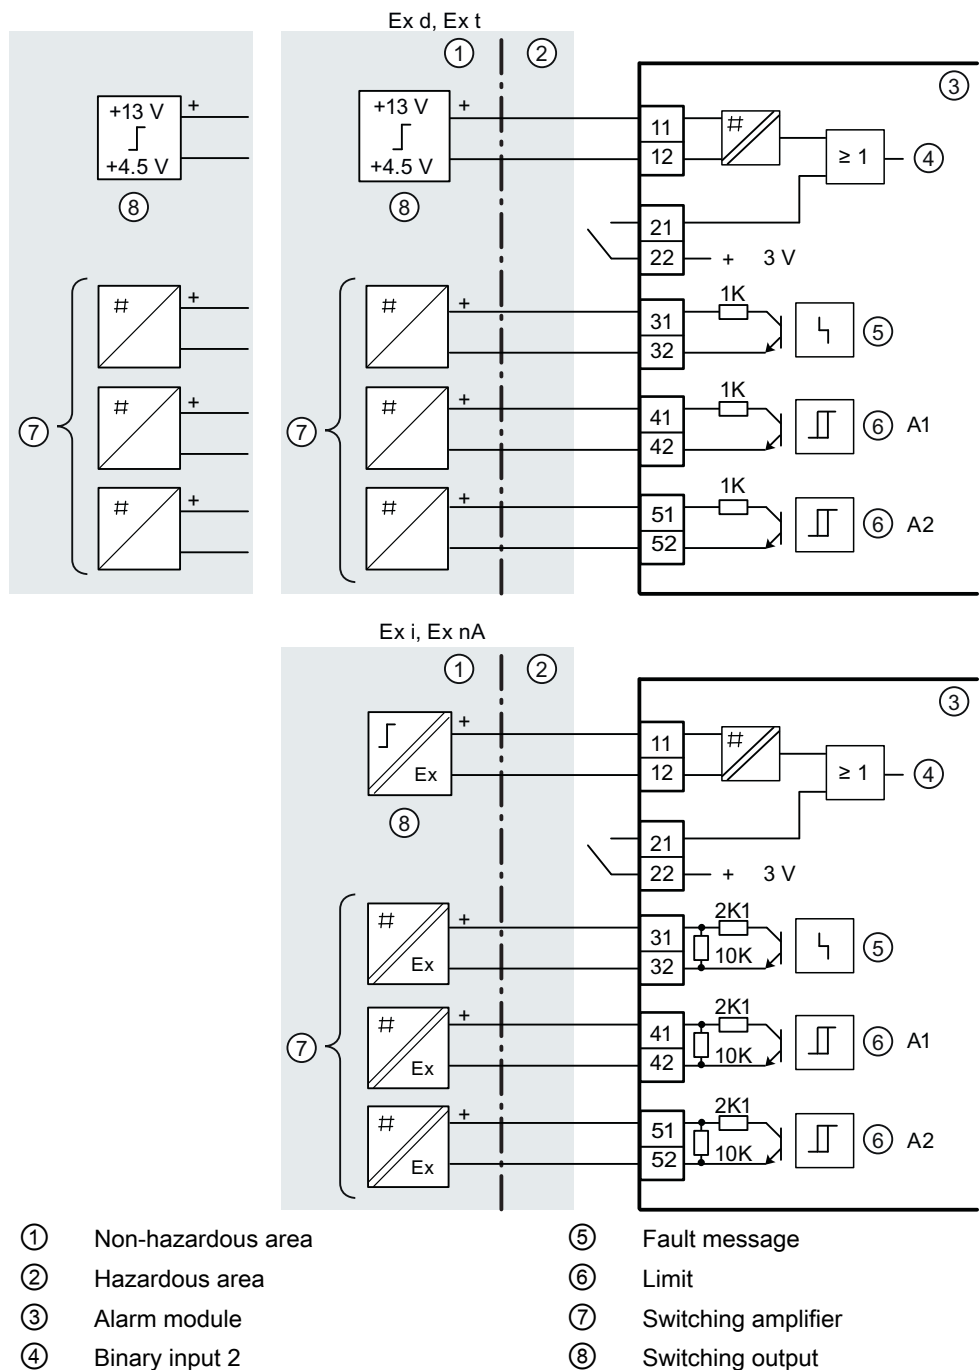 Ex d, Ex t
① ② ③
+13 V +
+4.5 V
⑧
+13 V +
+4.5 V
⑧
11
12
#
≥ 1 ④
21
22 + 3 V
⑦
# +
# +
# +
⑦
# +
# +
# +
31
32
1K
⑤
41
42
1K
⑥ A1
51
52
1K
⑥ A2
Ex i, Ex nA
① ② ③
+
Ex
⑧
11
12
#
≥ 1 ④
21
22 + 3 V
⑦
# +
Ex
31
32
2K1
10K
⑤
# +
Ex
41
42
2K1
10K
⑥ A1
# +
Ex
51
52
2K1
10K
⑥ A2
① Non-hazardous area
② Hazardous area
③ Alarm module
④ Binary input 2
⑤ Fault message
⑥ Limit
⑦ Switching amplifier
⑧ Switching output